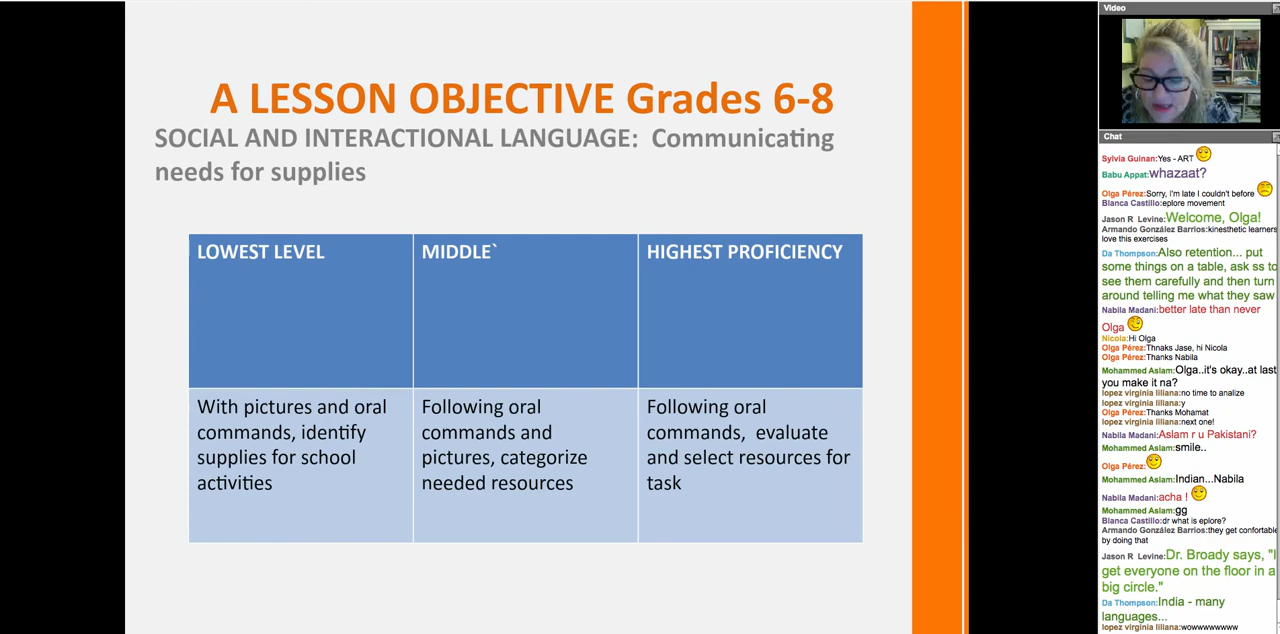 A LESSON OBJECTIVE Grades 6-8
SOCIAL AND INTERACTIONAL LANGUAGE: Communicating
needs for supplies
LOWEST LEVEL
MIDDLE`
HIGHEST PROFICIENCY
With pictures and oral
commands, identify
supplies for school
activities
Following oral
commands and
pictures, categorize
needed resources
Following oral
commands, evaluate
and select resources for
task
Video
Chat
Sylvia Guinan:Yes - ART
Babu Appat:whazaat?
Olga Pérez:Sorry, I'm late I couldn't before
Blanca Castillo:eplore movement
Jason R Levine:Welcome, Olga!
Armando González Barrios:kinesthetic learners
love this exercises
Da Thompson:Also retention... put
some things on a table, ask ss to
see them carefully and then turn
around telling me what they saw
Nabila Madani:better late than never
Olga
Nicola:Hi Olga
Olga Pérez:Thnaks Jase, hi Nicola
Olga Pérez:Thanks Nabila
Mohammed Aslam:Olga..it's okay..at last
you make it na?
lopez virginia liliana:no time to analize
lopez virginia liliana:y
Olga Pérez:Thanks Mohamat
lopez virginia liliana:next one!
Nabila Madani:Aslam r u Pakistani?
Mohammed Aslam:smile..
Olga Pérez:
Mohammed Aslam:Indian...Nabila
Nabila Madani:acha !
Mohammed Aslam:gg
Blanca Castillo:dr what is eplore?
Armando González Barrios:they get confortable
by doing that
Jason R Levine:Dr. Broady says, "I
get everyone on the floor in a
big circle."
Da Thompson:India - many
languages...
lopez virginia liliana:wowwwwwwww